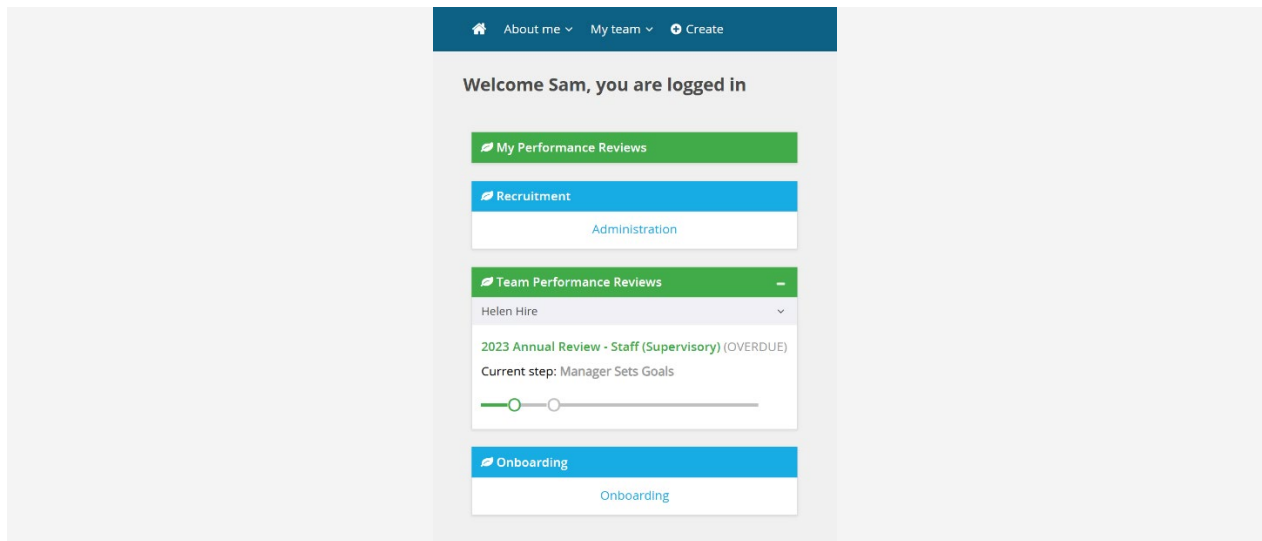 About me My team Create
Welcome Sam, you are logged in
My Performance Reviews
Recruitment
Administration
Team Performance Reviews
Helen Hire
2023 Annual Review - Staff (Supervisory) (OVERDUE)
Current step: Manager Sets Goals
Onboarding
Onboarding